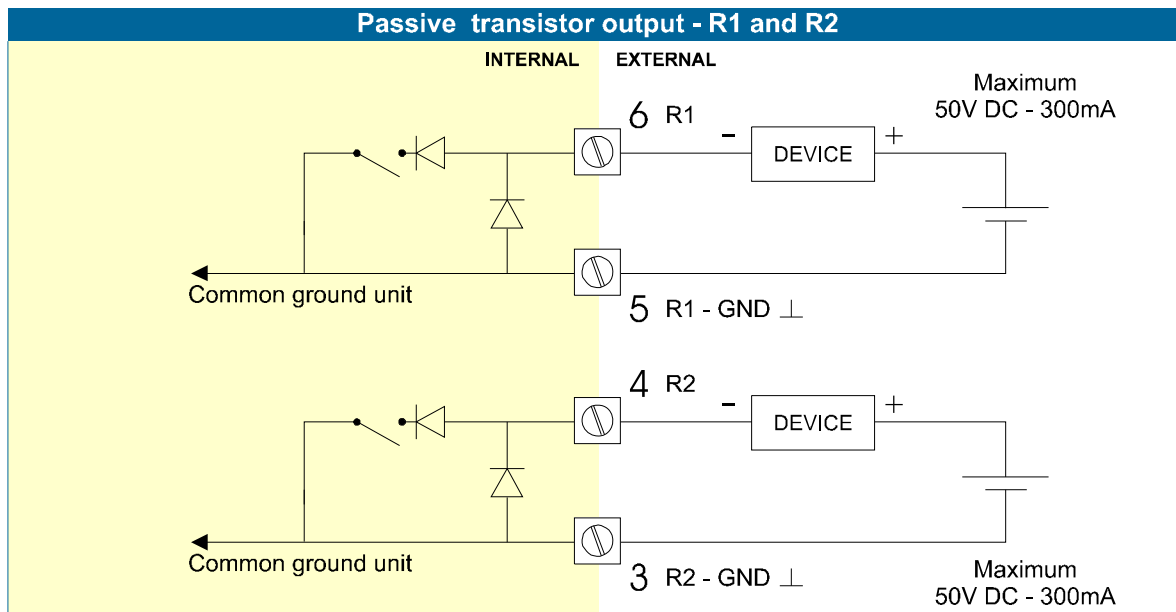 Passive transistor output - R1 and R2
INTERNAL EXTERNAL
Maximum
50V DC - 300mA
6 R1
- DEVICE +
Common ground unit
5 R1 - GND ⊥
4 R2
- DEVICE +
Common ground unit
3 R2 - GND ⊥
Maximum
50V DC - 300mA